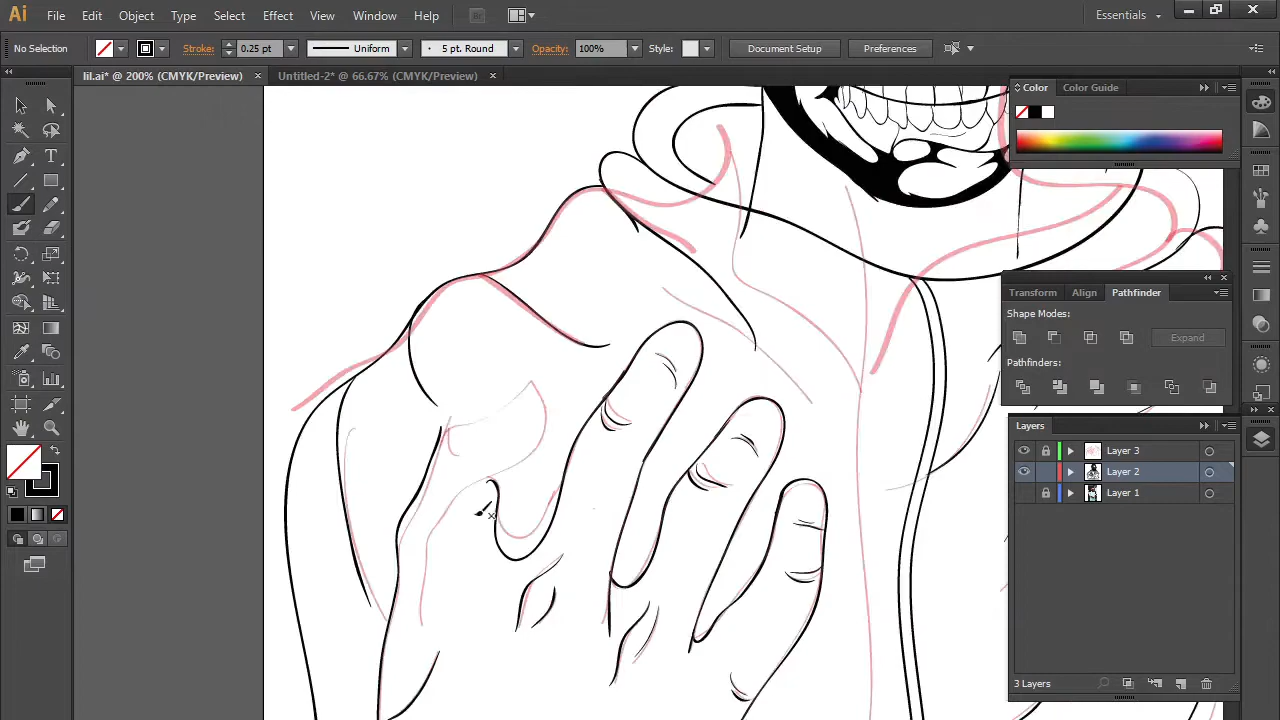 Ai File Edit Object Type Select Effect View Window Help Br Essentials
No Selection Stroke: 0.25 pt Uniform 5 pt. Round Opacity: 100% Style: Document Setup Preferences
lil.ai* @ 200% (CMYK/Preview) × Untitled-2* @ 66.67% (CMYK/Preview) ×
Color Color Guide
Transform Align Pathfinder
Shape Modes:
Expand
Pathfinders:
Layers
Layer 3
Layer 2
Layer 1
3 Layers